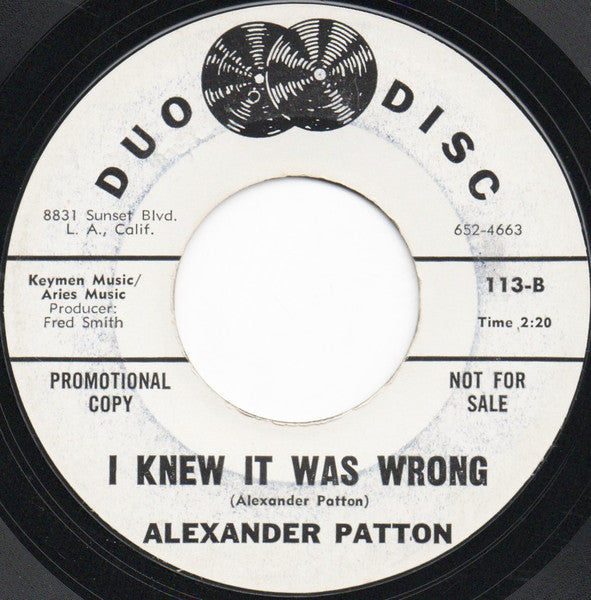 DUO DISC
8831 Sunset Blvd.
L. A., Calif.
652-4663
Keymen Music/
Aries Music
Producer:
Fred Smith
113-B
Time 2:20
PROMOTIONAL
COPY
NOT FOR
SALE
I KNEW IT WAS WRONG
(Alexander Patton)
ALEXANDER PATTON